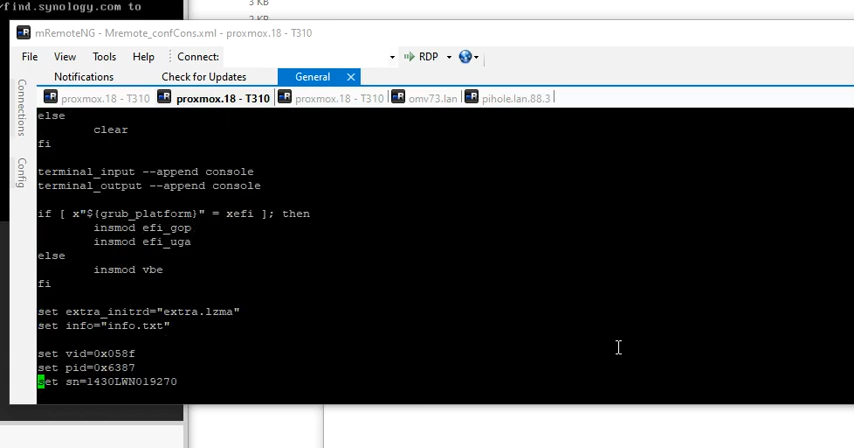 /find.synology.com to
3 KB
2 KB
mRemoteNG - Mremote_confCons.xml - proxmox.18 - T310
File View Tools Help Connect: RDP
Notifications Check for Updates General
proxmox.18 - T310 proxmox.18 - T310 proxmox.18 - T310 omv73.lan pihole.lan.88.3
Connections
Config
else
clear
fi
terminal_input --append console
terminal_output --append console
if [ x"${grub_platform}" = xefi ]; then
insmod efi_gop
insmod efi_uga
else
insmod vbe
fi
set extra_initrd="extra.lzma"
set info="info.txt"
set vid=0x058f
set pid=0x6387
set sn=1430LWN019270